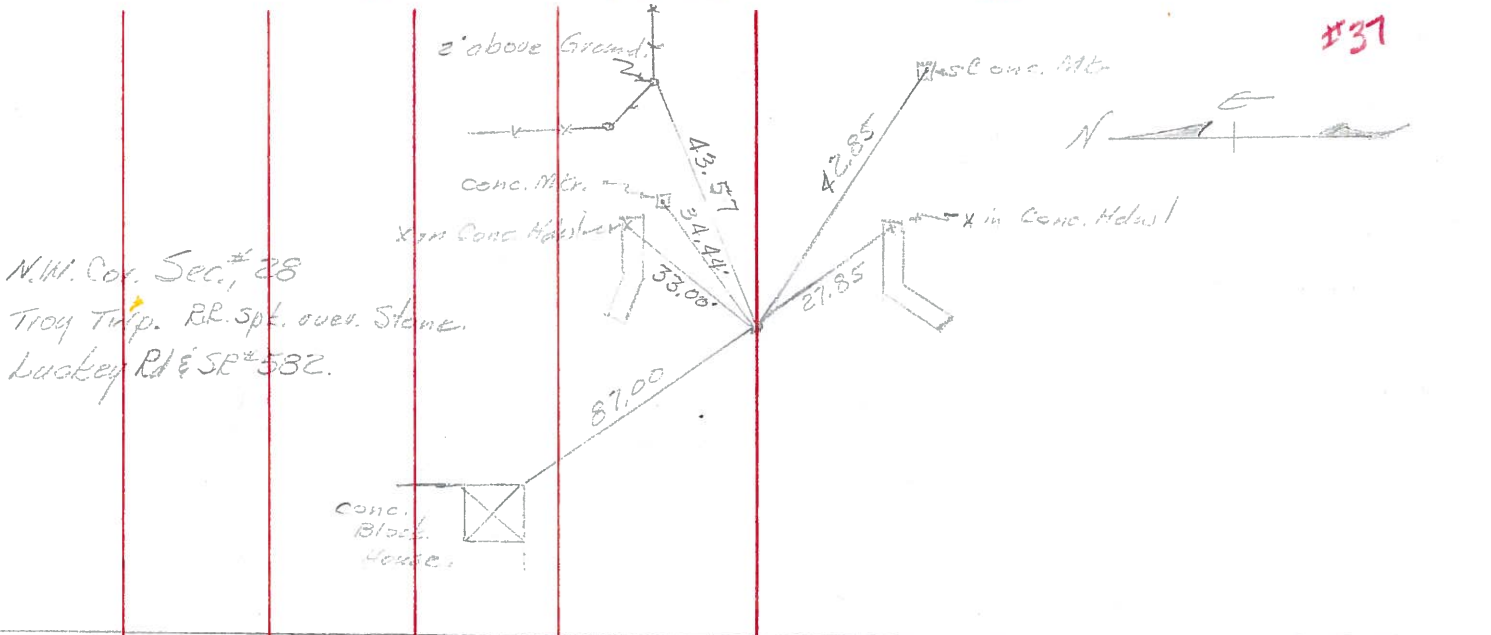 #37
2' above Ground.
Conc. Mtr.
N
43.57
42.85
conc. Mtr.
34.44'
x in Conc. Hdwl
x in Conc. Hdwl
33.00'
27.85
N.W. Cor. Sec., #28
Troy Twp. R.R. Spk. over. Stone.
Luckey Rd & SR #582.
87.00
conc.
Block.
House.